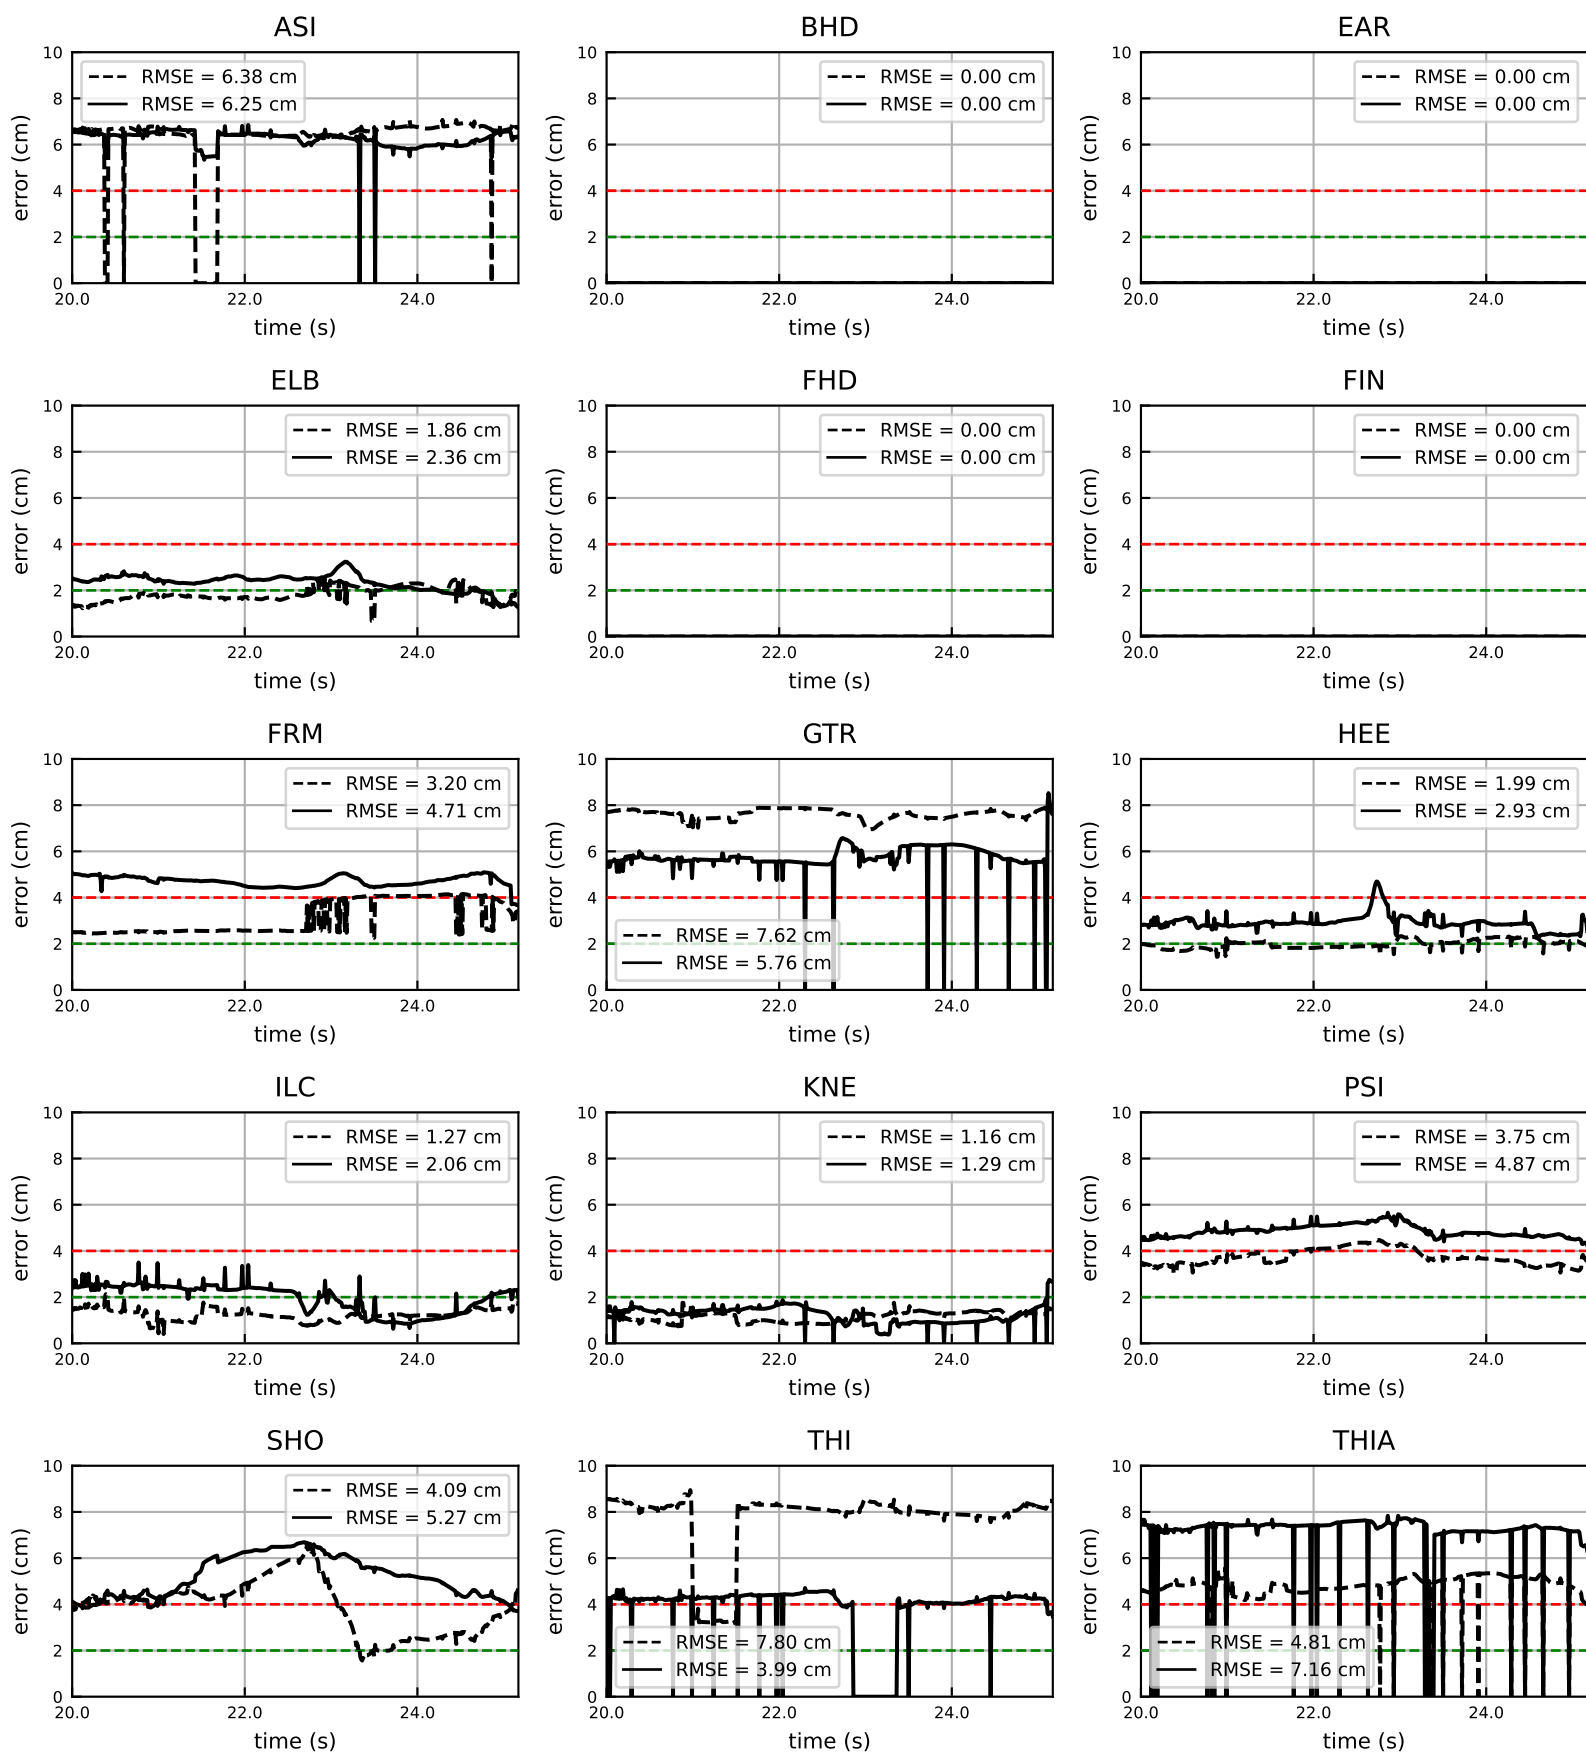 ASI
BHD
EAR
10
8
6
4
2
0
error (cm)
RMSE = 6.38 cm
RMSE = 6.25 cm
20.0 22.0 24.0
time (s)
10
8
6
4
2
0
error (cm)
RMSE = 0.00 cm
RMSE = 0.00 cm
20.0 22.0 24.0
time (s)
10
8
6
4
2
0
error (cm)
RMSE = 0.00 cm
RMSE = 0.00 cm
20.0 22.0 24.0
time (s)
ELB
FHD
FIN
10
8
6
4
2
0
error (cm)
RMSE = 1.86 cm
RMSE = 2.36 cm
20.0 22.0 24.0
time (s)
10
8
6
4
2
0
error (cm)
RMSE = 0.00 cm
RMSE = 0.00 cm
20.0 22.0 24.0
time (s)
10
8
6
4
2
0
error (cm)
RMSE = 0.00 cm
RMSE = 0.00 cm
20.0 22.0 24.0
time (s)
FRM
GTR
HEE
10
8
6
4
2
0
error (cm)
RMSE = 3.20 cm
RMSE = 4.71 cm
20.0 22.0 24.0
time (s)
10
8
6
4
2
0
error (cm)
RMSE = 7.62 cm
RMSE = 5.76 cm
20.0 22.0 24.0
time (s)
10
8
6
4
2
0
error (cm)
RMSE = 1.99 cm
RMSE = 2.93 cm
20.0 22.0 24.0
time (s)
ILC
KNE
PSI
10
8
6
4
2
0
error (cm)
RMSE = 1.27 cm
RMSE = 2.06 cm
20.0 22.0 24.0
time (s)
10
8
6
4
2
0
error (cm)
RMSE = 1.16 cm
RMSE = 1.29 cm
20.0 22.0 24.0
time (s)
10
8
6
4
2
0
error (cm)
RMSE = 3.75 cm
RMSE = 4.87 cm
20.0 22.0 24.0
time (s)
SHO
THI
THIA
10
8
6
4
2
0
error (cm)
RMSE = 4.09 cm
RMSE = 5.27 cm
20.0 22.0 24.0
time (s)
10
8
6
4
2
0
error (cm)
RMSE = 7.80 cm
RMSE = 3.99 cm
20.0 22.0 24.0
time (s)
10
8
6
4
2
0
error (cm)
RMSE = 4.81 cm
RMSE = 7.16 cm
20.0 22.0 24.0
time (s)